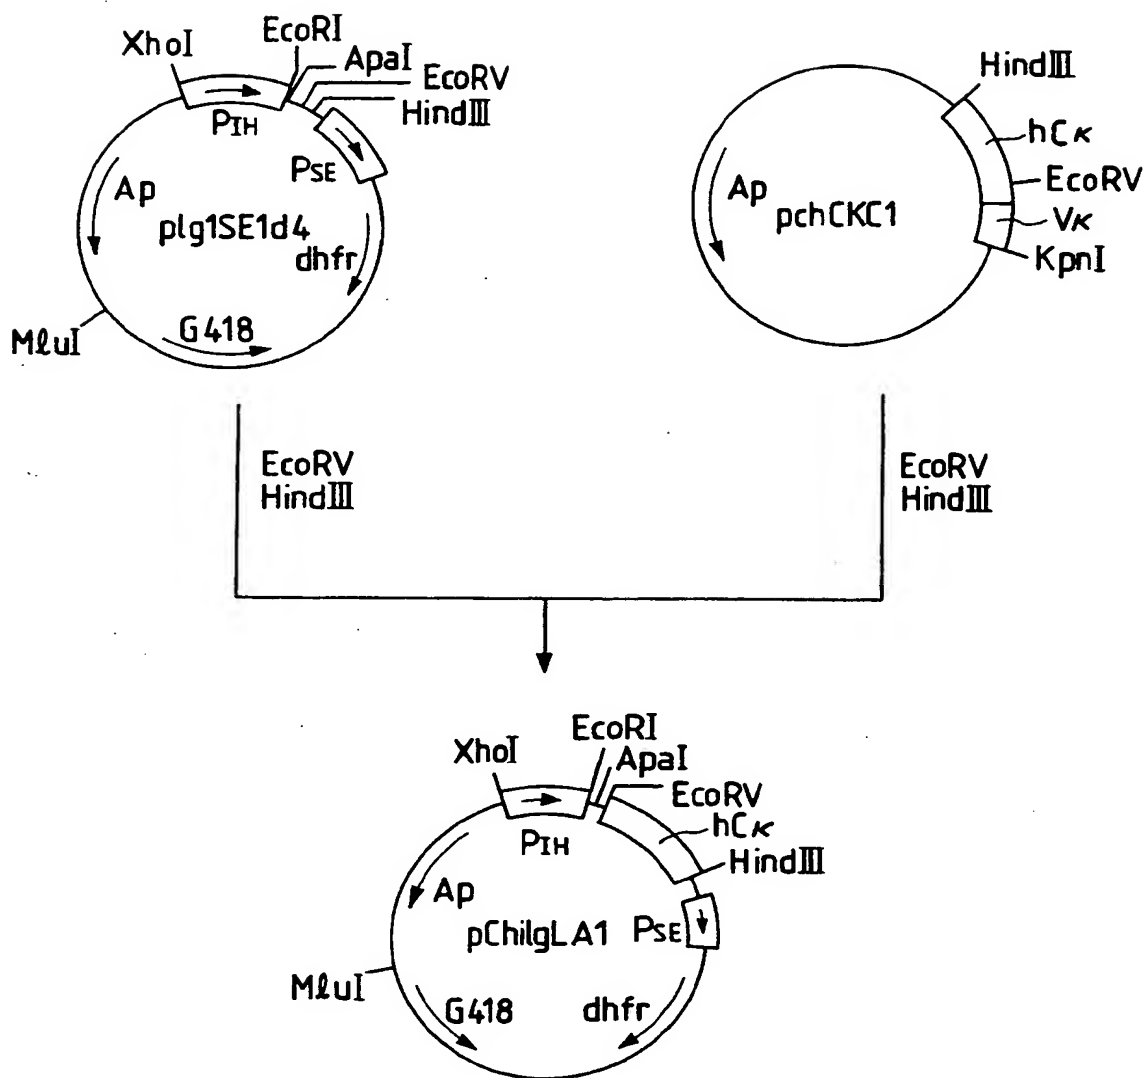 XhoI
EcoRI
ApaI
EcoRV
HindIII
PIH
PSE
Ap
pIg1SE1d4
dhfr
G418
MluI
HindIII
hCκ
EcoRV
Vκ
KpnI
Ap
pchCKC1
EcoRV
HindIII
EcoRV
HindIII
XhoI
EcoRI
ApaI
EcoRV
hCκ
HindIII
PIH
Ap
pChiIgLA1
PSE
MluI
G418
dhfr